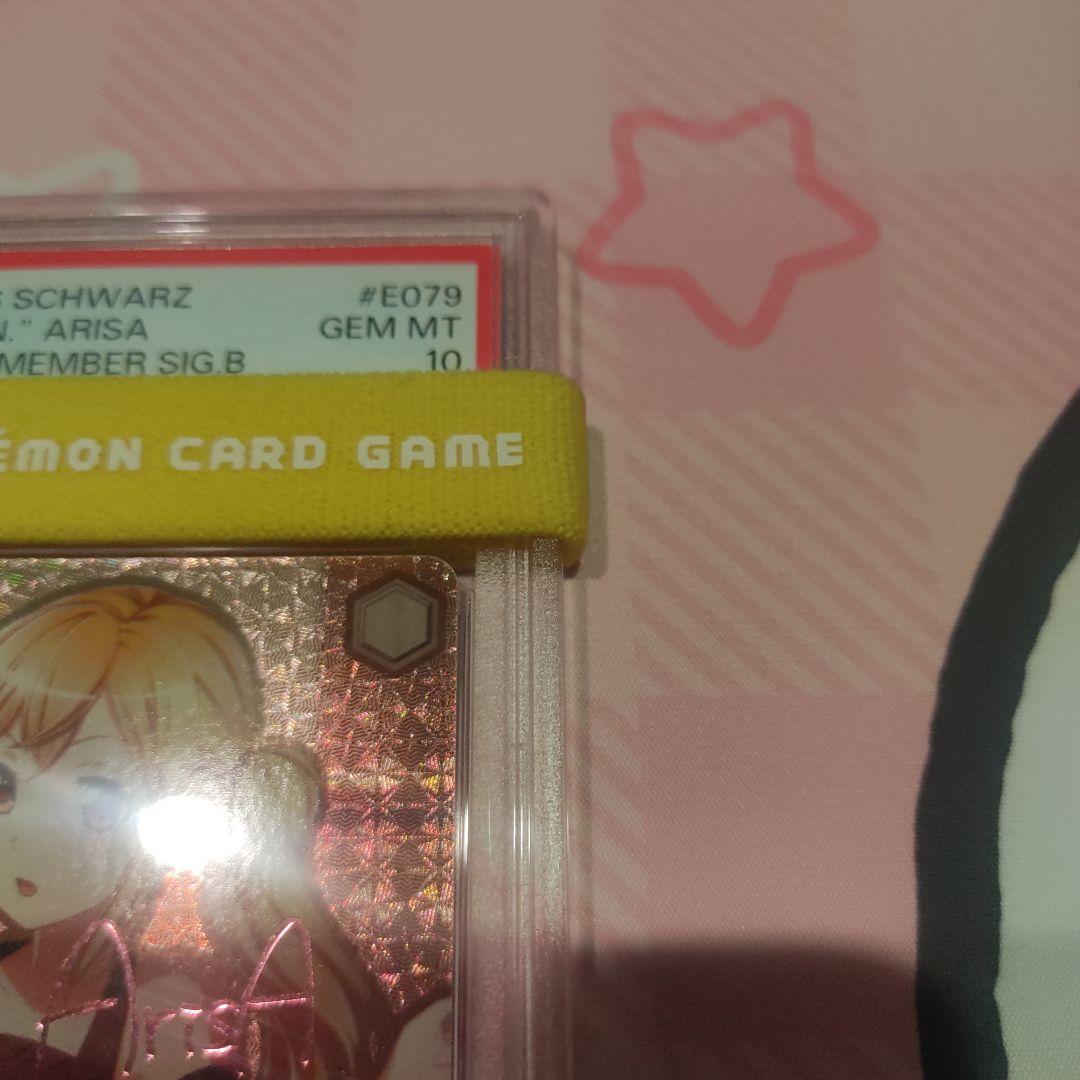 S SCHWARZ #E079
N." ARISA GEM MT
MEMBER SIG.B 10
ÉMON CARD GAME